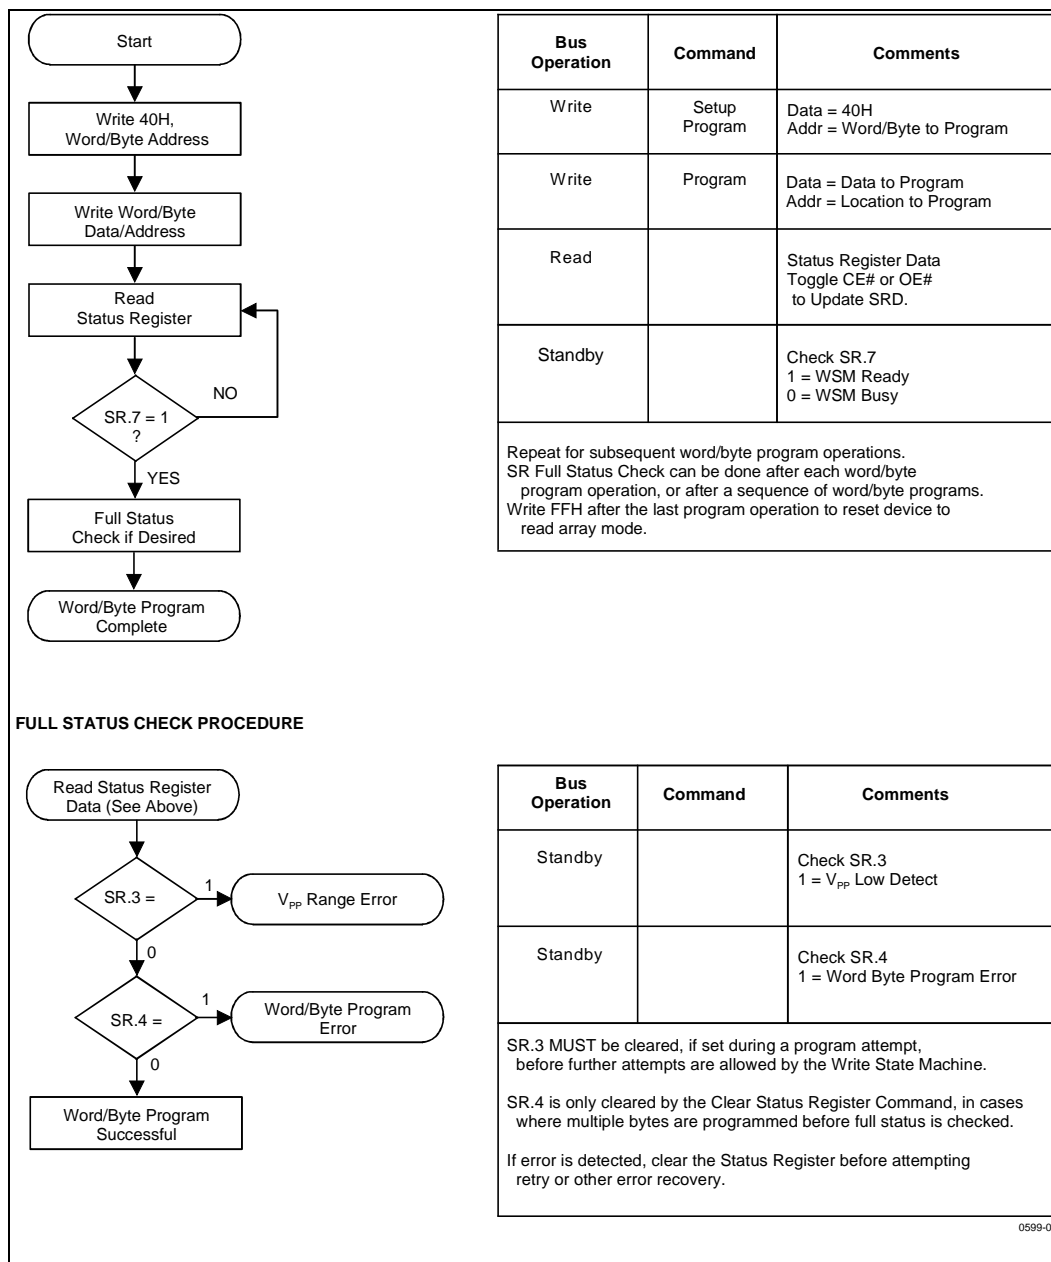 Start
Write 40H,
Word/Byte Address
Write Word/Byte
Data/Address
Read
Status Register
NO
SR.7 = 1
?
YES
Full Status
Check if Desired
Word/Byte Program
Complete
Bus
Operation
Command
Comments
Write
Setup
Program
Data = 40H
Addr = Word/Byte to Program
Write
Program
Data = Data to Program
Addr = Location to Program
Read
Status Register Data
Toggle CE# or OE#
to Update SRD.
Standby
Check SR.7
1 = WSM Ready
0 = WSM Busy
Repeat for subsequent word/byte program operations.
SR Full Status Check can be done after each word/byte
program operation, or after a sequence of word/byte programs.
Write FFH after the last program operation to reset device to
read array mode.
FULL STATUS CHECK PROCEDURE
Read Status Register
Data (See Above)
SR.3 =
1
VPP Range Error
0
SR.4 =
1
Word/Byte Program
Error
0
Word/Byte Program
Successful
Bus
Operation
Command
Comments
Standby
Check SR.3
1 = VPP Low Detect
Standby
Check SR.4
1 = Word Byte Program Error
SR.3 MUST be cleared, if set during a program attempt,
before further attempts are allowed by the Write State Machine.
SR.4 is only cleared by the Clear Status Register Command, in cases
where multiple bytes are programmed before full status is checked.
If error is detected, clear the Status Register before attempting
retry or other error recovery.
0599-0